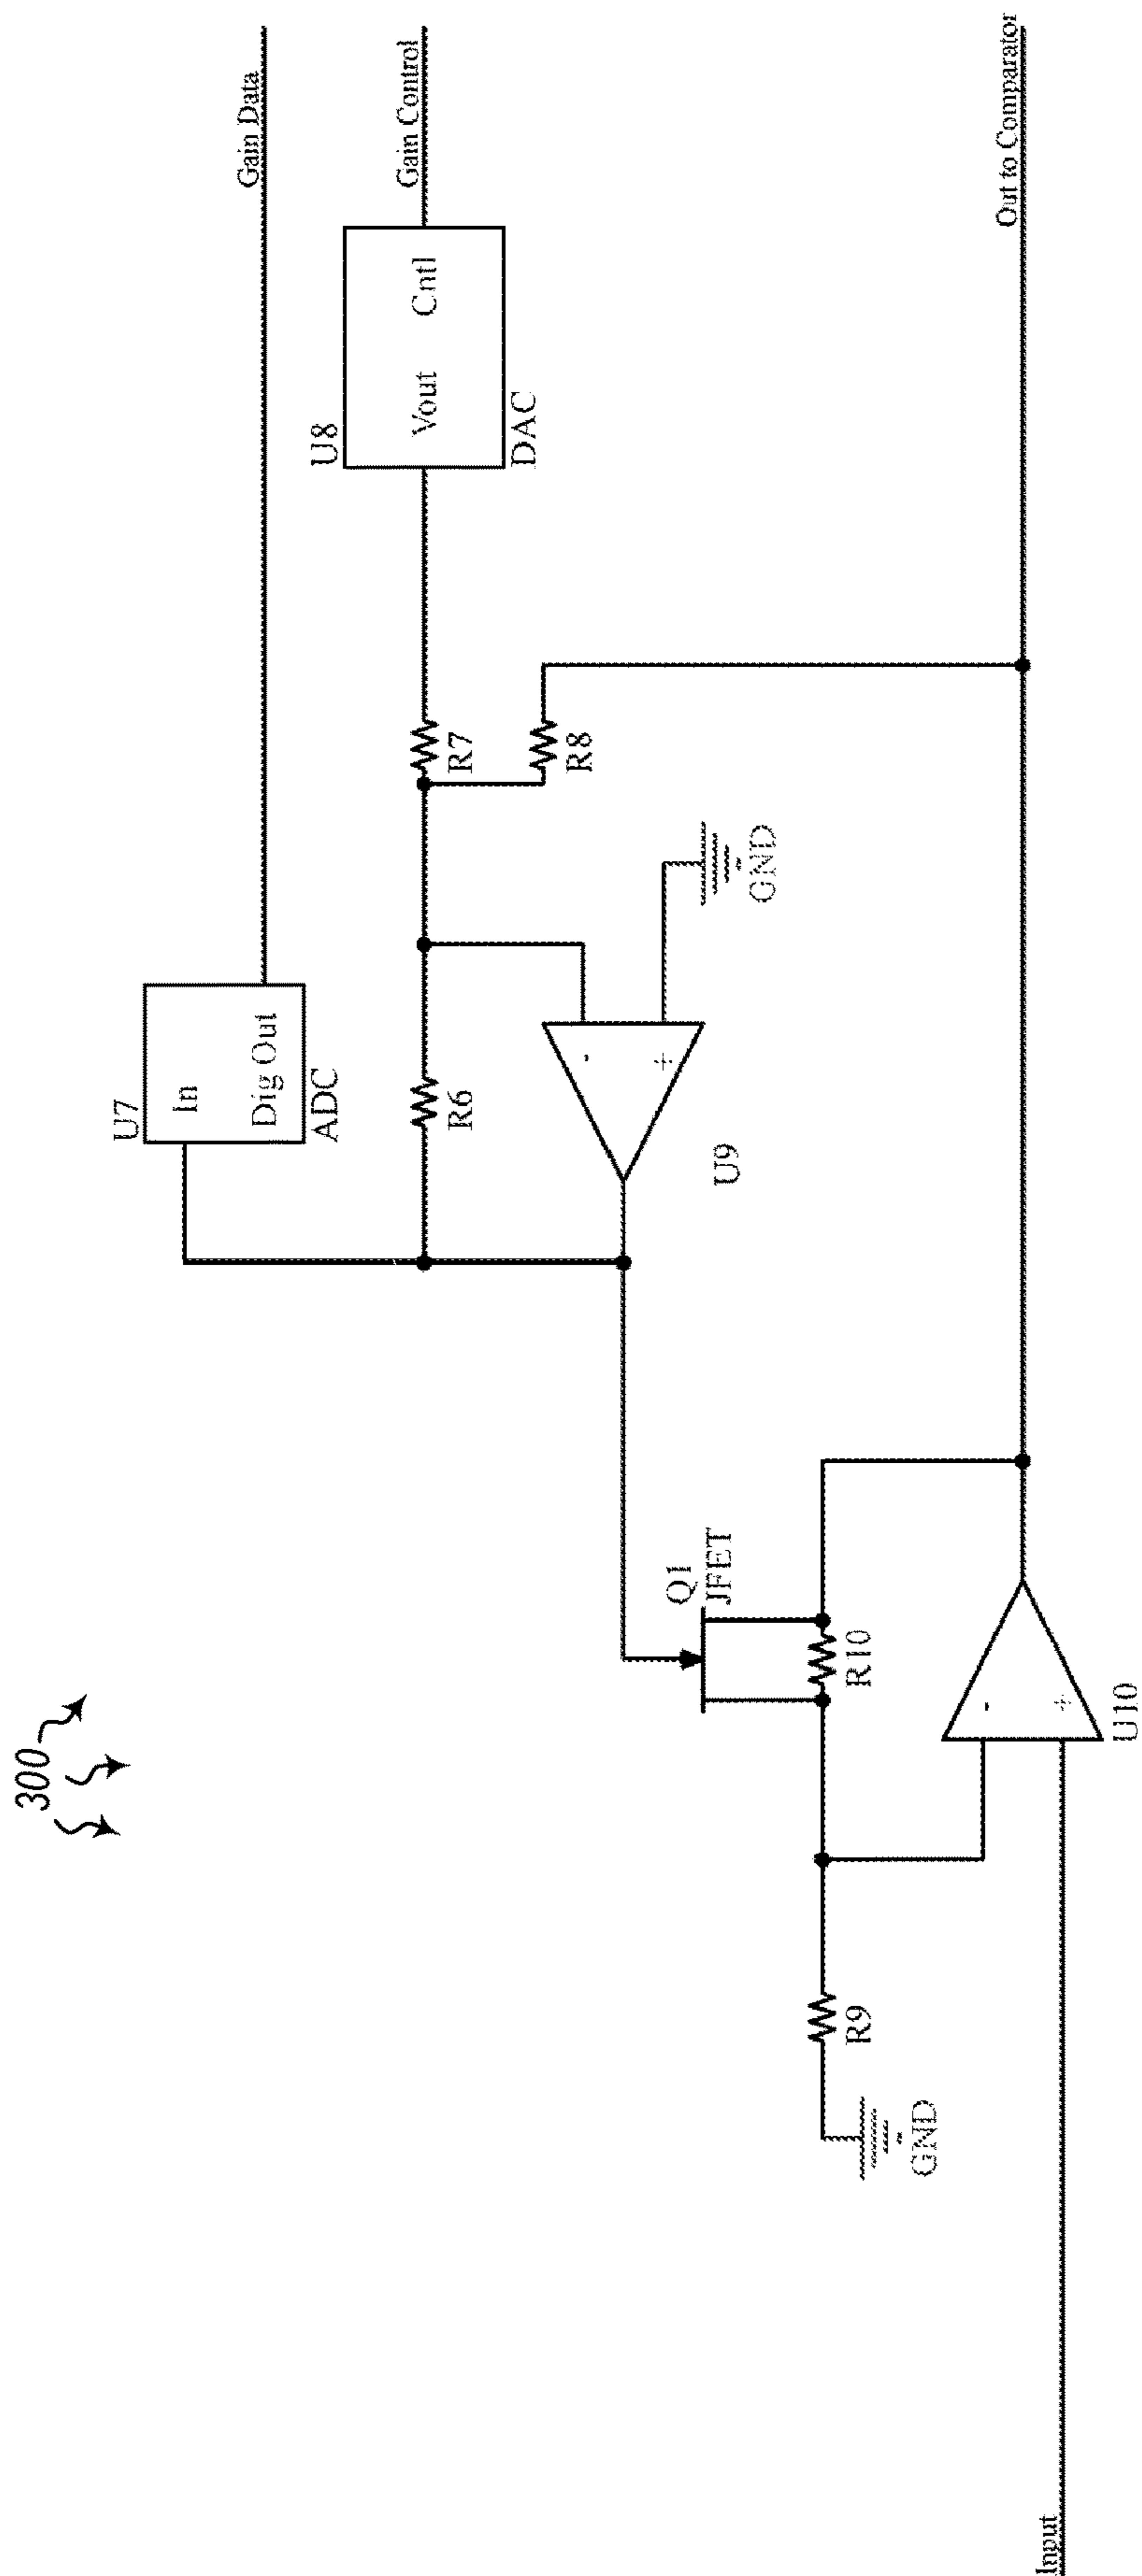 300
Gain Data
Gain Control
Out to Comparator
U7
In
Dig Out
ADC
U8
Vout Cntl
DAC
R6
R7
R8
-
+
U9
GND
Q1
JFET
R10
R9
GND
-
+
U10
Input